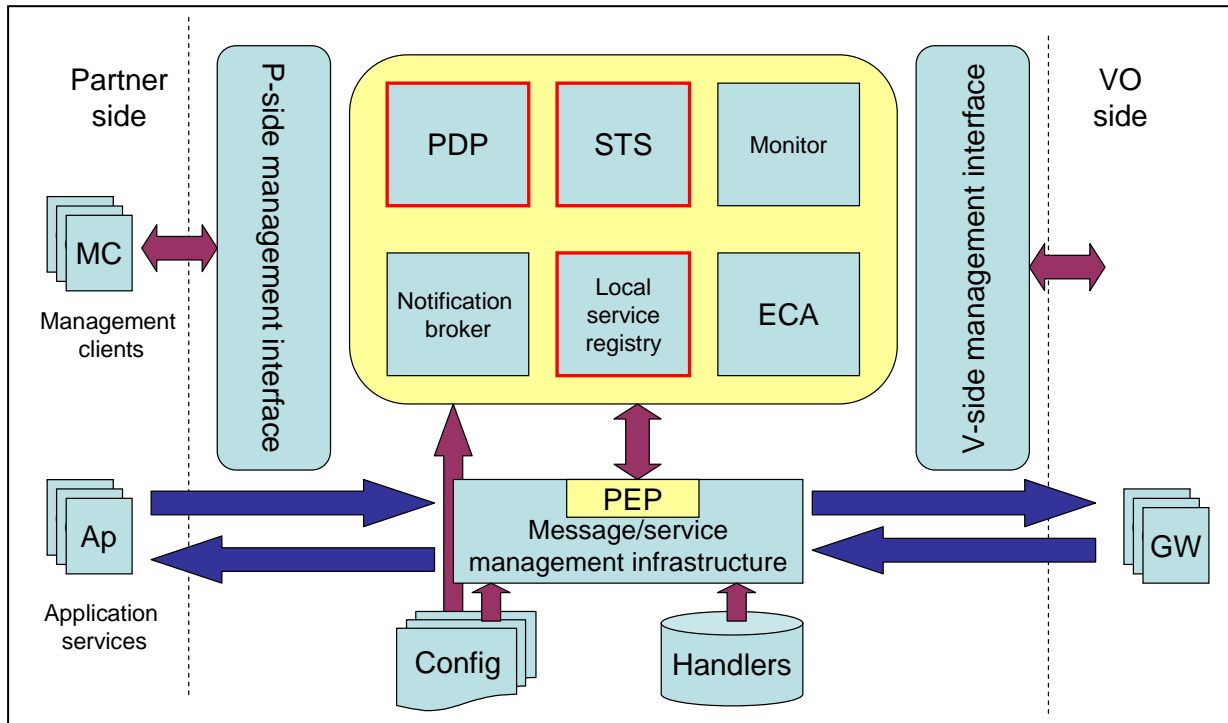 Partner
side
P-side management interface
PDP
STS
Monitor
Notification
broker
Local
service
registry
ECA
V-side management interface
VO
side
MC
Management
clients
Ap
Application
services
PEP
Message/service
management infrastructure
GW
Config
Handlers